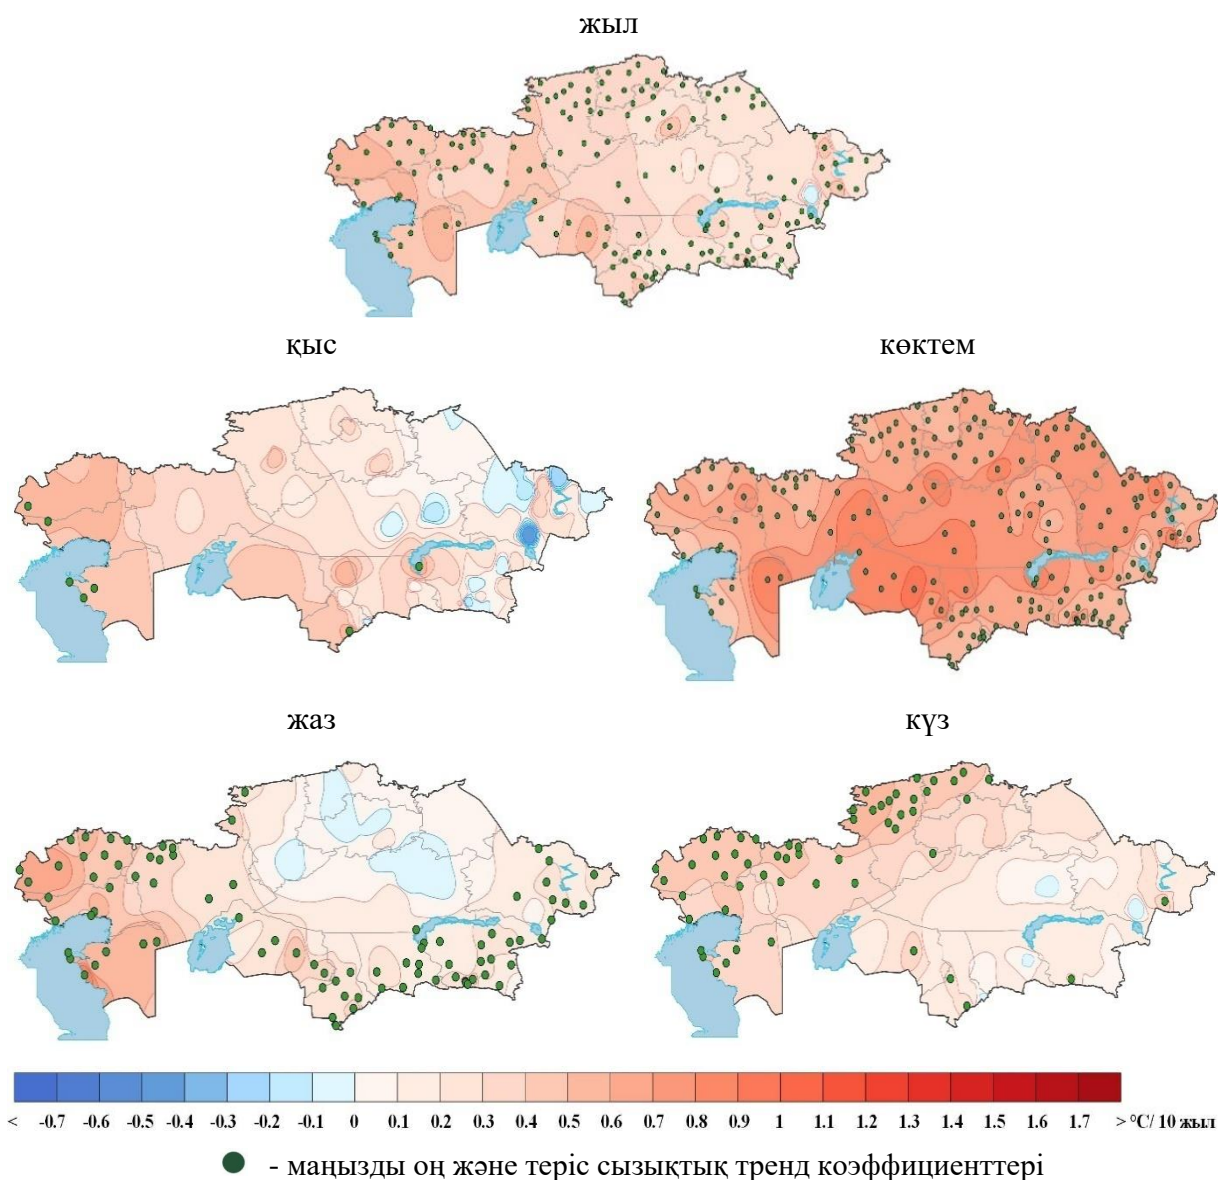 жыл
қыс
көктем
жаз
күз
< -0.7 -0.6 -0.5 -0.4 -0.3 -0.2 -0.1 0 0.1 0.2 0.3 0.4 0.5 0.6 0.7 0.8 0.9 1 1.1 1.2 1.3 1.4 1.5 1.6 1.7 > °C/ 10 жыл
- маңызды оң және теріс сызықтық тренд коэффициенттері